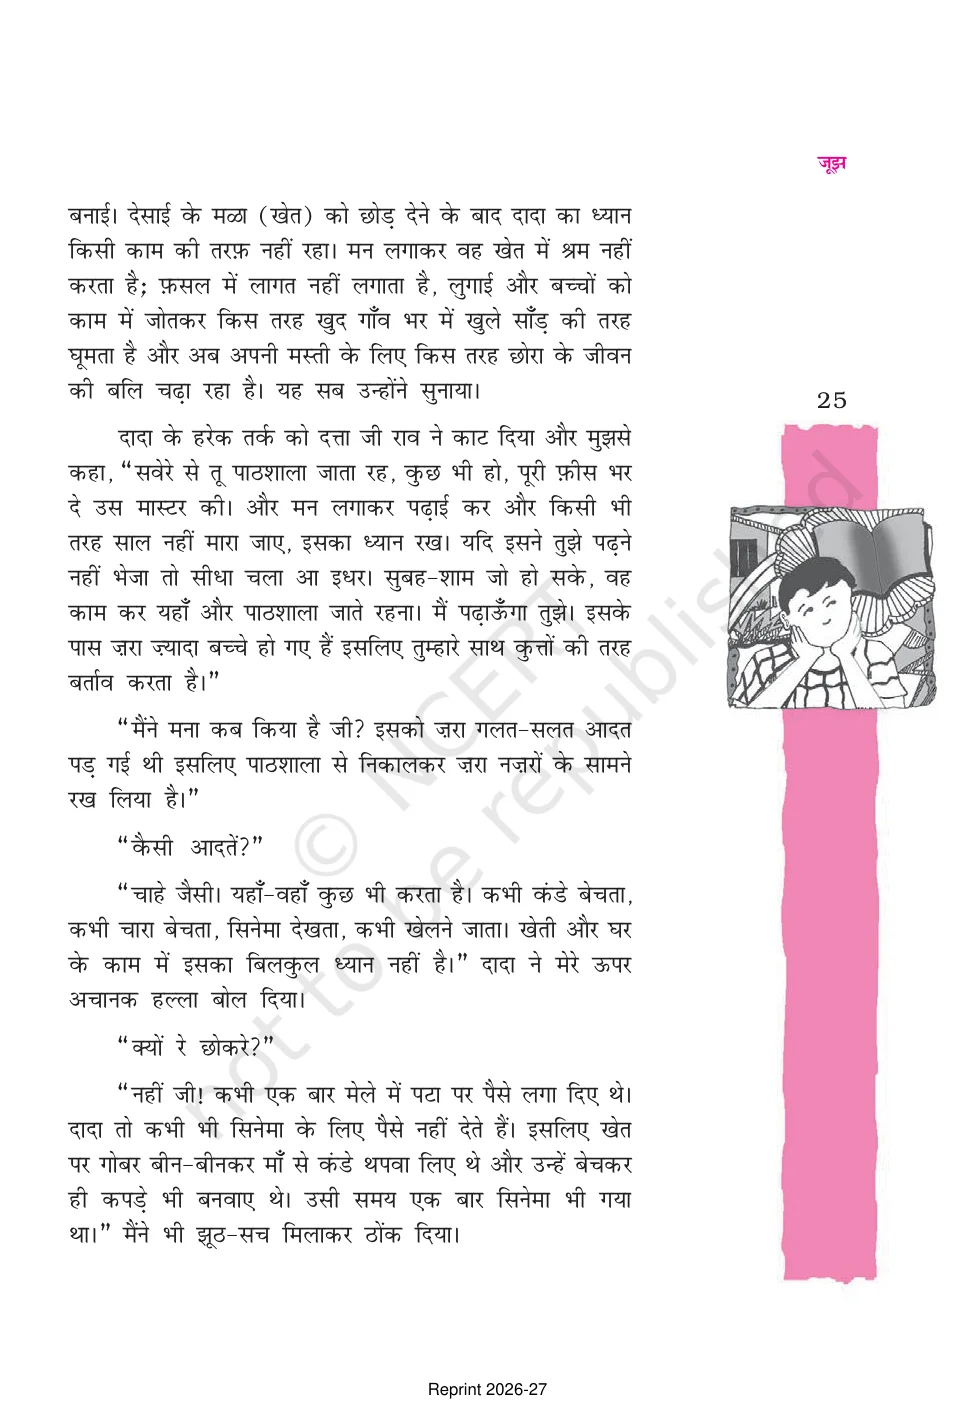 जूझ
बनाई। देसाई के मळा (खेत) को छोड़ देने के बाद दादा का ध्यान
किसी काम की तरफ़ नहीं रहा। मन लगाकर वह खेत में श्रम नहीं
करता है; फ़सल में लागत नहीं लगाता है, लुगाई और बच्चों को
काम में जोतकर किस तरह खुद गाँव भर में खुले साँड़ की तरह
घूमता है और अब अपनी मस्ती के लिए किस तरह छोरा के जीवन
की बलि चढ़ा रहा है। यह सब उन्होंने सुनाया।
25
दादा के हरेक तर्क को दत्ता जी राव ने काट दिया और मुझसे
कहा, “सवेरे से तू पाठशाला जाता रह, कुछ भी हो, पूरी फ़ीस भर
दे उस मास्टर की। और मन लगाकर पढ़ाई कर और किसी भी
तरह साल नहीं मारा जाए, इसका ध्यान रख। यदि इसने तुझे पढ़ने
नहीं भेजा तो सीधा चला आ इधर। सुबह-शाम जो हो सके, वह
काम कर यहाँ और पाठशाला जाते रहना। मैं पढ़ाऊँगा तुझे। इसके
पास ज़रा ज़्यादा बच्चे हो गए हैं इसलिए तुम्हारे साथ कुत्तों की तरह
बर्ताव करता है।”
“मैंने मना कब किया है जी? इसको ज़रा गलत-सलत आदत
पड़ गई थी इसलिए पाठशाला से निकालकर ज़रा नज़रों के सामने
रख लिया है।”
“कैसी आदतें?”
“चाहे जैसी। यहाँ-वहाँ कुछ भी करता है। कभी कंडे बेचता,
कभी चारा बेचता, सिनेमा देखता, कभी खेलने जाता। खेती और घर
के काम में इसका बिलकुल ध्यान नहीं है।” दादा ने मेरे ऊपर
अचानक हल्ला बोल दिया।
“क्यों रे छोकरे?”
“नहीं जी! कभी एक बार मेले में पटा पर पैसे लगा दिए थे।
दादा तो कभी भी सिनेमा के लिए पैसे नहीं देते हैं। इसलिए खेत
पर गोबर बीन-बीनकर माँ से कंडे थपवा लिए थे और उन्हें बेचकर
ही कपड़े भी बनवाए थे। उसी समय एक बार सिनेमा भी गया
था।” मैंने भी झूठ-सच मिलाकर ठोंक दिया।
© NCERT
not to be republished
Reprint 2026-27